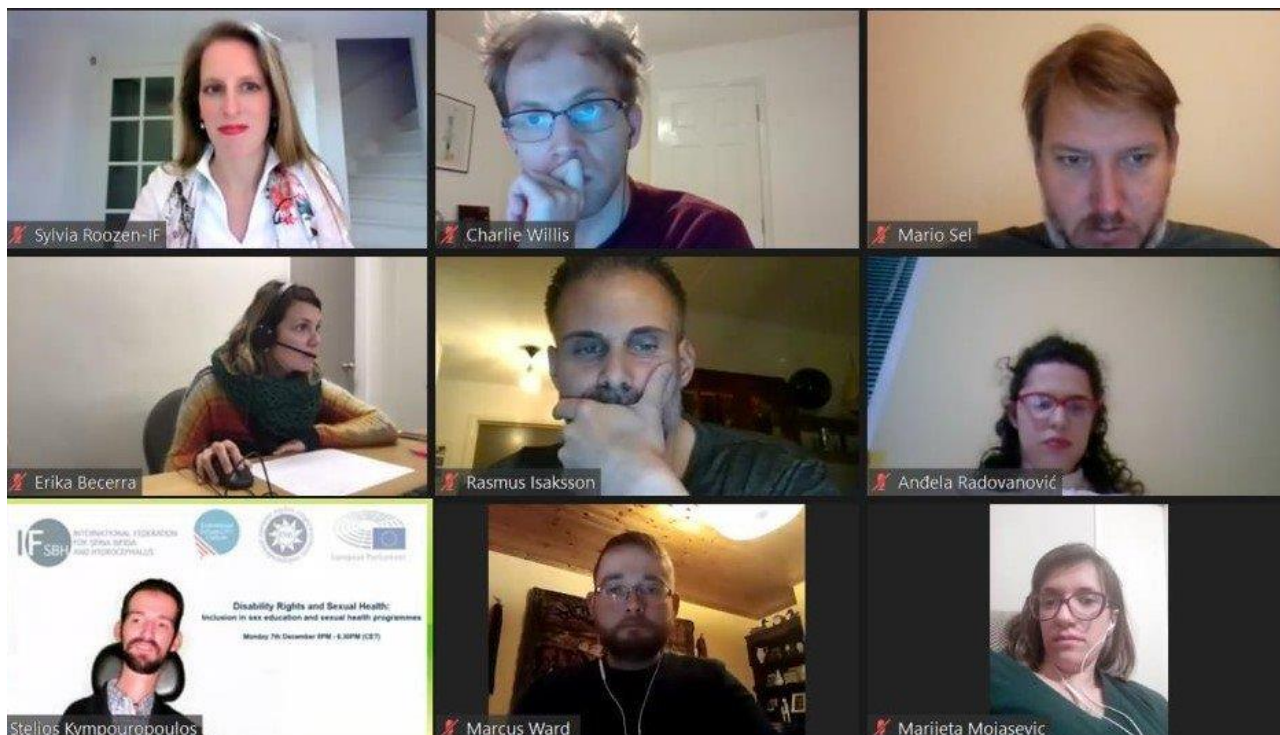 Sylvia Roozen-IF
Charlie Willis
Mario Sel
Erika Becerra
Rasmus Isaksson
Anđela Radovanović
IF
SBH
INTERNATIONAL FEDERATION
FOR SPINA BIFIDA
AND HYDROCEPHALUS
European Parliament
Disability Rights and Sexual Health:
Inclusion in sex education and sexual health programmes
Monday 7th December 5PM - 6.30PM (CET)
Stelios Kympouropoulos
Marcus Ward
Marijeta Mojasevic